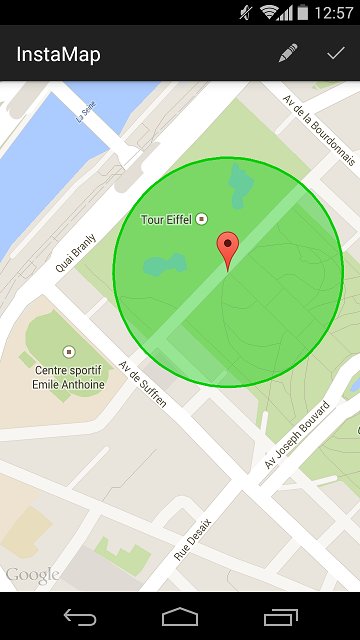 12:57
InstaMap
La Seine
Av de la Bourdonnais
Tour Eiffel
Quai Branly
Centre sportif
Emile Anthoine
Av de Suffren
Av Joseph Bouvard
Rue Desaix
Google